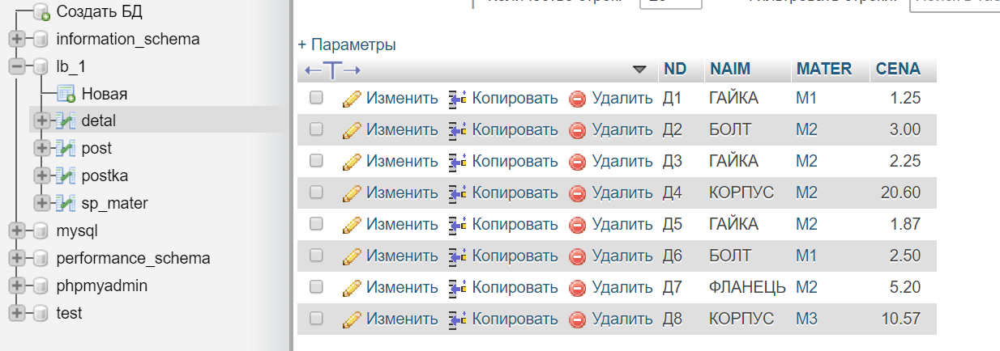 Создать БД
information_schema
lb_1
Новая
detal
post
postka
sp_mater
mysql
performance_schema
phpmyadmin
test
+ Параметры
←T→ ND NAIM MATER CENA
Изменить Копировать Удалить Д1 ГАЙКА М1 1.25
Изменить Копировать Удалить Д2 БОЛТ М2 3.00
Изменить Копировать Удалить Д3 ГАЙКА М2 2.25
Изменить Копировать Удалить Д4 КОРПУС М2 20.60
Изменить Копировать Удалить Д5 ГАЙКА М2 1.87
Изменить Копировать Удалить Д6 БОЛТ М1 2.50
Изменить Копировать Удалить Д7 ФЛАНЕЦЬ М2 5.20
Изменить Копировать Удалить Д8 КОРПУС М3 10.57